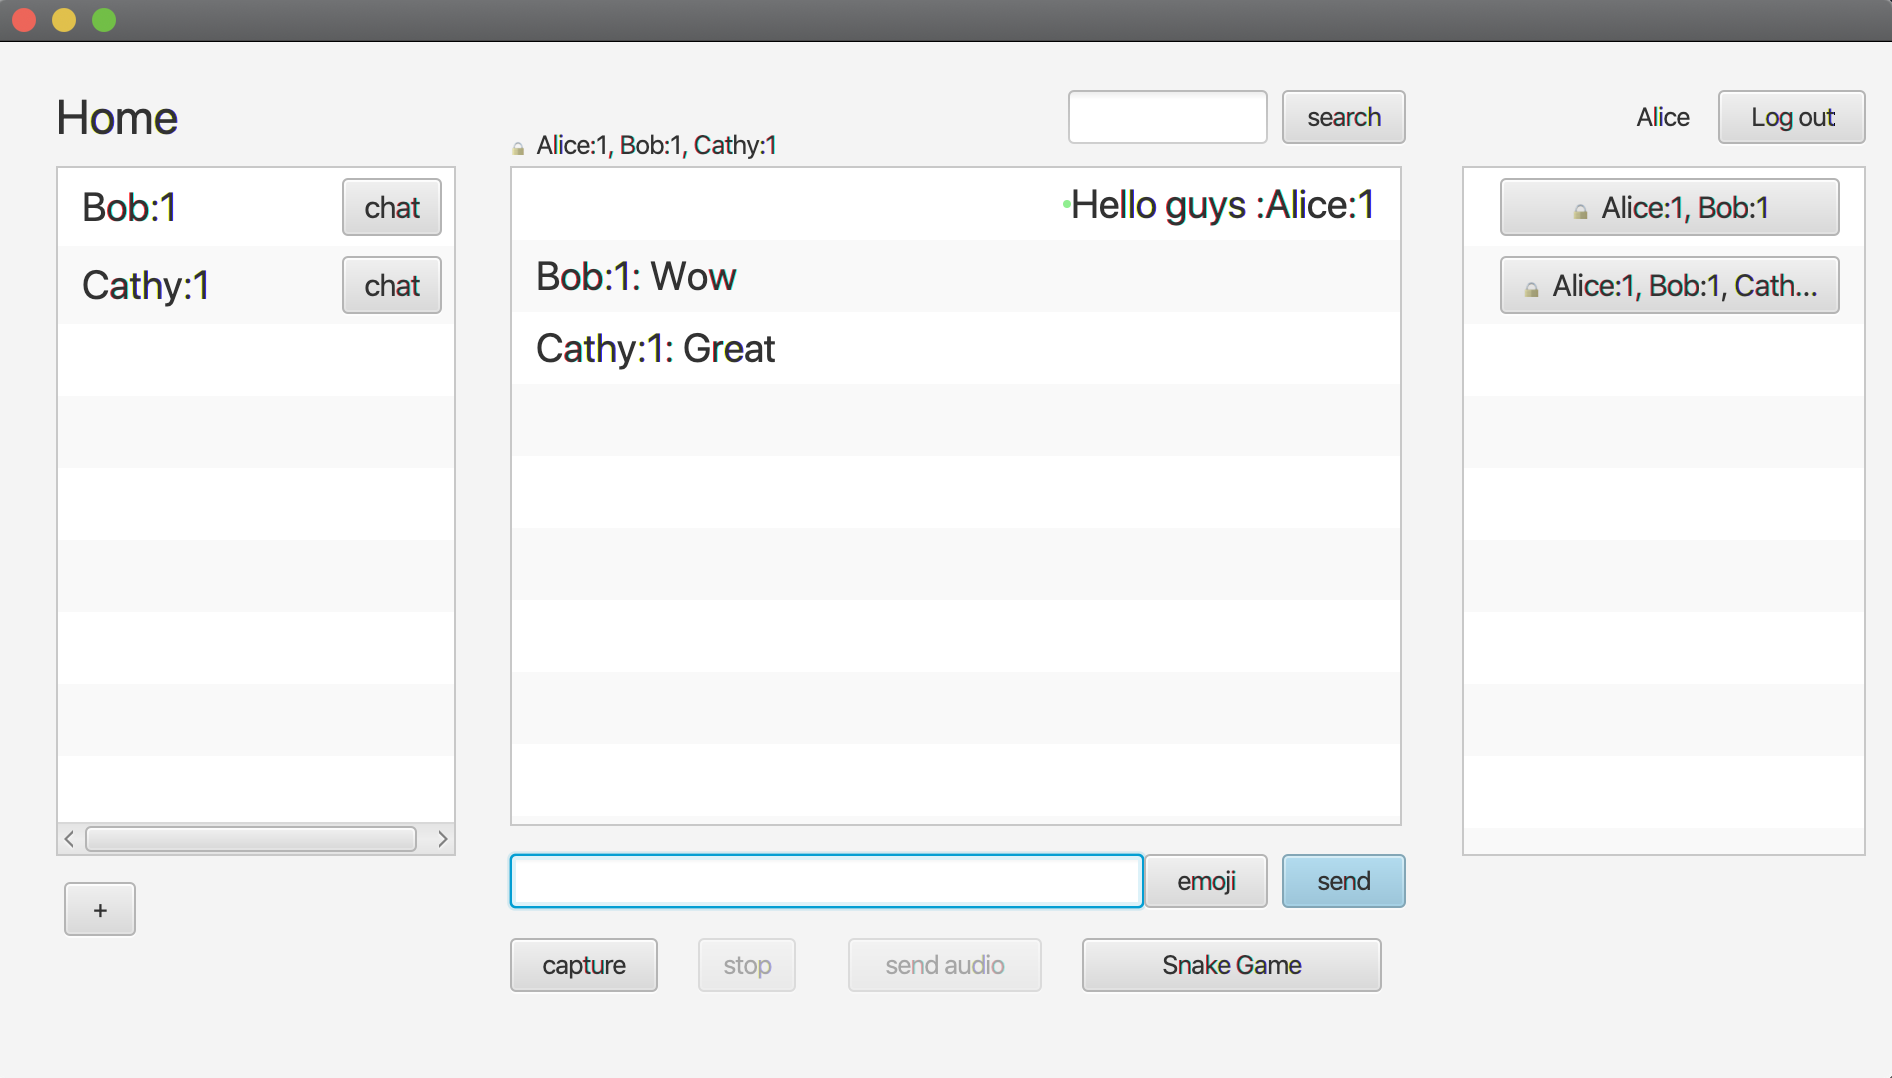 Home
search
Alice
Log out
Alice:1, Bob:1, Cathy:1
Bob:1
chat
Cathy:1
chat
+
Hello guys :Alice:1
Bob:1: Wow
Cathy:1: Great
Alice:1, Bob:1
Alice:1, Bob:1, Cath...
emoji
send
capture
stop
send audio
Snake Game